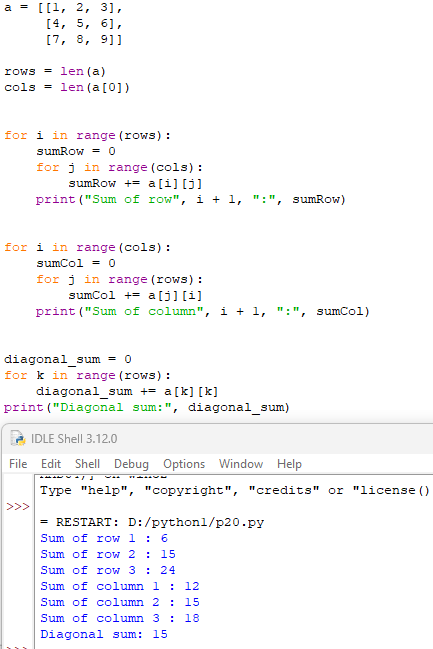 a = [[1, 2, 3],
     [4, 5, 6],
     [7, 8, 9]]

rows = len(a)
cols = len(a[0])

for i in range(rows):
    sumRow = 0
    for j in range(cols):
        sumRow += a[i][j]
    print("Sum of row", i + 1, ":", sumRow)

for i in range(cols):
    sumCol = 0
    for j in range(rows):
        sumCol += a[j][i]
    print("Sum of column", i + 1, ":", sumCol)

diagonal_sum = 0
for k in range(rows):
    diagonal_sum += a[k][k]
print("Diagonal sum:", diagonal_sum)
IDLE Shell 3.12.0
File Edit Shell Debug Options Window Help
Type "help", "copyright", "credits" or "license()
>>>
= RESTART: D:/python1/p20.py
Sum of row 1 : 6
Sum of row 2 : 15
Sum of row 3 : 24
Sum of column 1 : 12
Sum of column 2 : 15
Sum of column 3 : 18
Diagonal sum: 15
>>>